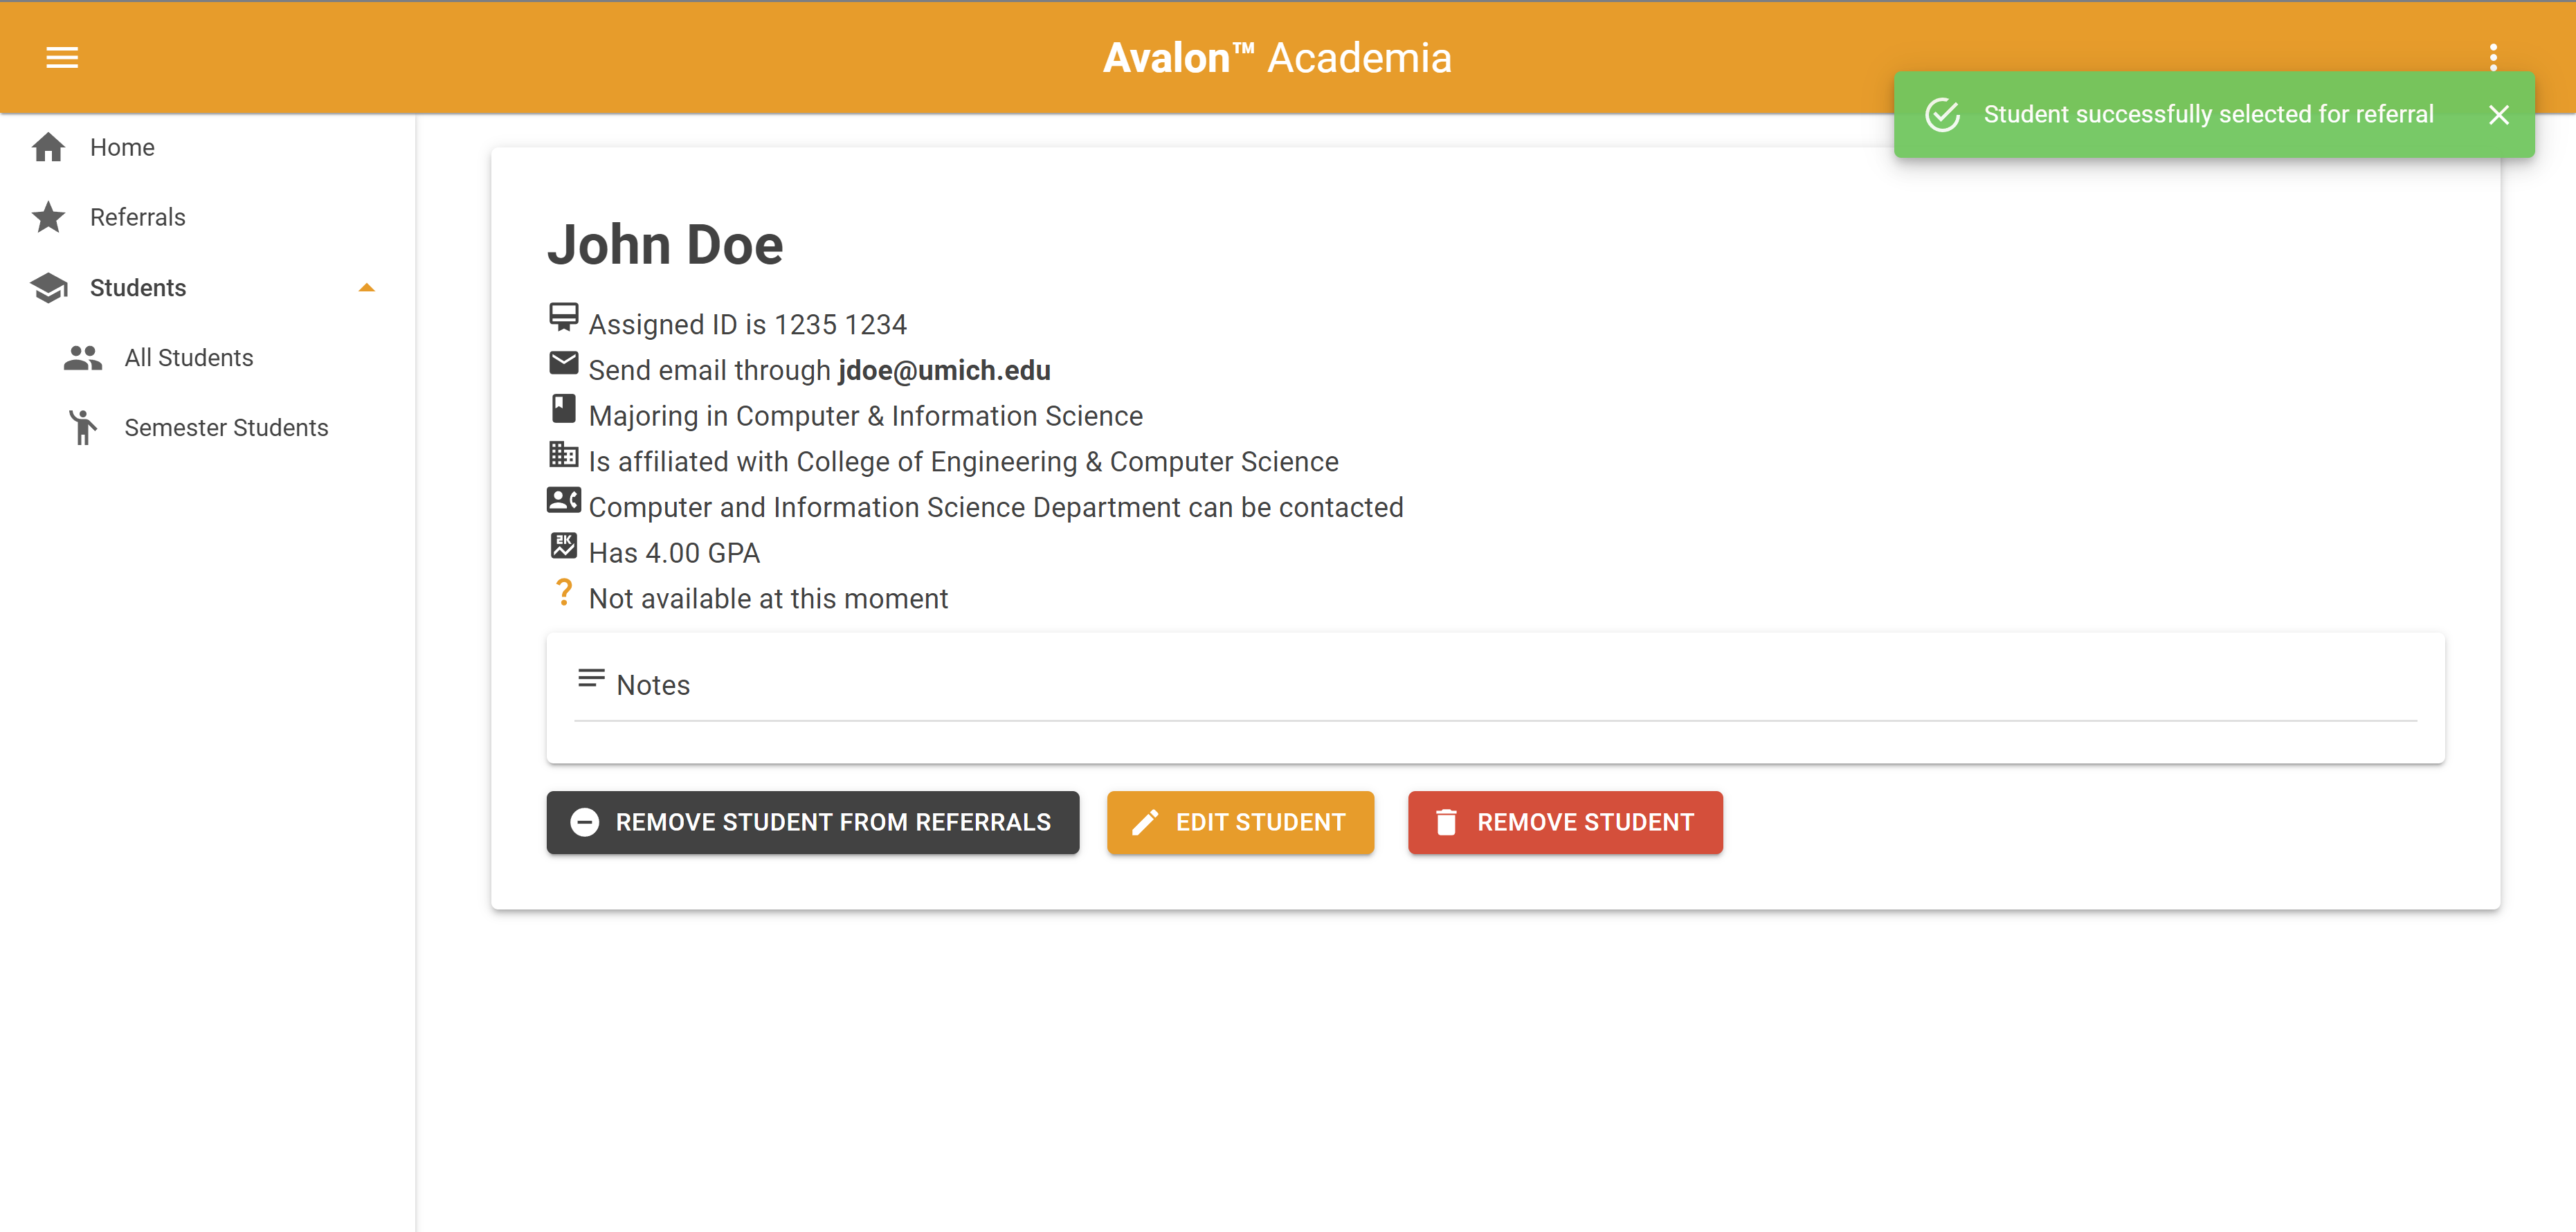 Avalon™ Academia
Student successfully selected for referral
Home
Referrals
Students
All Students
Semester Students
John Doe
Assigned ID is 1235 1234
Send email through jdoe@umich.edu
Majoring in Computer & Information Science
Is affiliated with College of Engineering & Computer Science
Computer and Information Science Department can be contacted
2K
Has 4.00 GPA
? Not available at this moment
Notes
REMOVE STUDENT FROM REFERRALS
EDIT STUDENT
REMOVE STUDENT